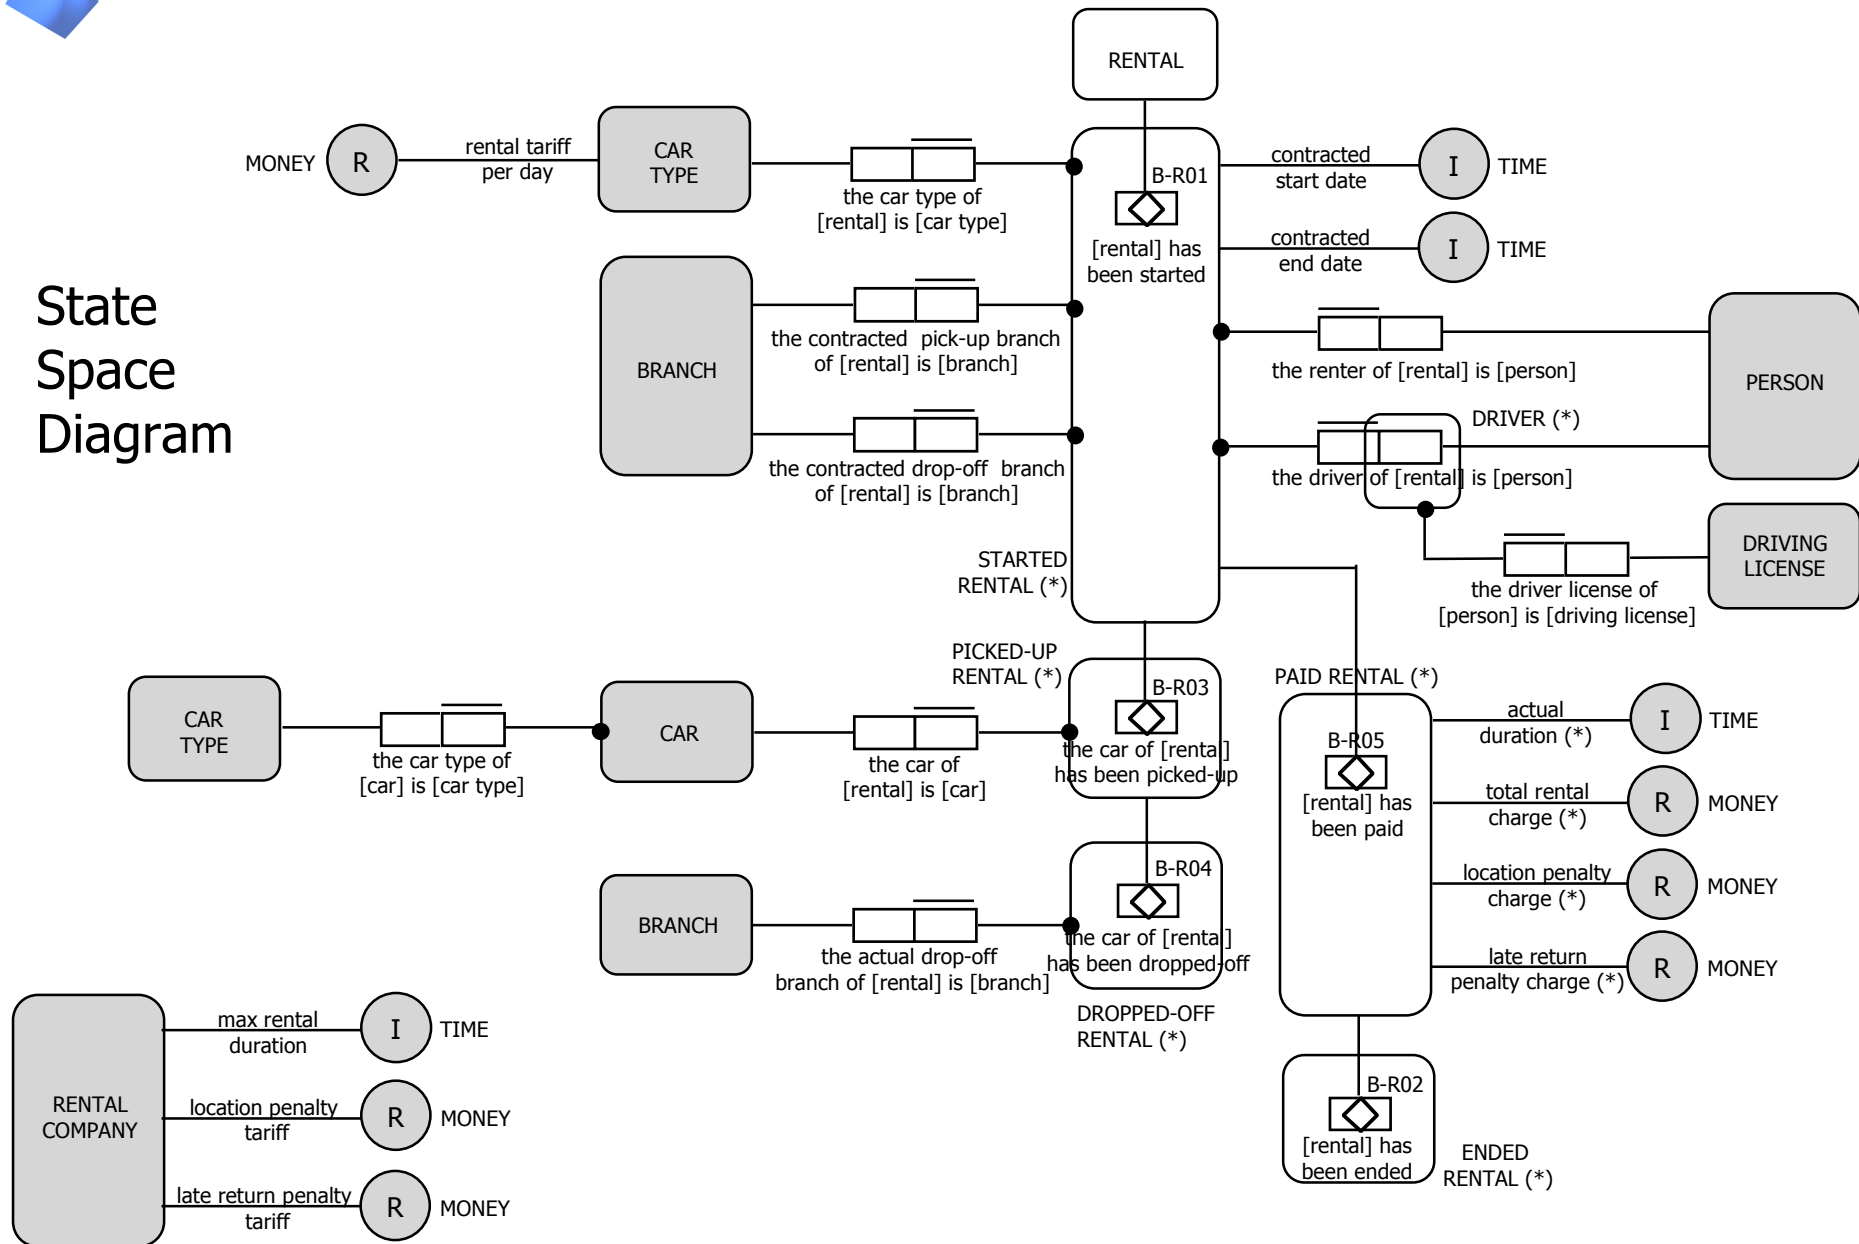 State
Space
Diagram
RENTAL
MONEY
R
rental tariff
per day
CAR
TYPE
the car type of
[rental] is [car type]
B-R01
[rental] has
been started
contracted
start date
I
TIME
contracted
end date
I
TIME
BRANCH
the contracted pick-up branch
of [rental] is [branch]
the contracted drop-off branch
of [rental] is [branch]
the renter of [rental] is [person]
PERSON
DRIVER (*)
the driver of [rental] is [person]
DRIVING
LICENSE
the driver license of
[person] is [driving license]
STARTED
RENTAL (*)
PICKED-UP
RENTAL (*)
CAR
TYPE
the car type of
[car] is [car type]
CAR
the car of
[rental] is [car]
B-R03
the car of [rental]
has been picked-up
PAID RENTAL (*)
B-R05
[rental] has
been paid
actual
duration (*)
I
TIME
total rental
charge (*)
R
MONEY
location penalty
charge (*)
R
MONEY
late return
penalty charge (*)
R
MONEY
BRANCH
the actual drop-off
branch of [rental] is [branch]
B-R04
the car of [rental]
has been dropped-off
DROPPED-OFF
RENTAL (*)
RENTAL
COMPANY
max rental
duration
I
TIME
location penalty
tariff
R
MONEY
late return penalty
tariff
R
MONEY
B-R02
[rental] has
been ended
ENDED
RENTAL (*)